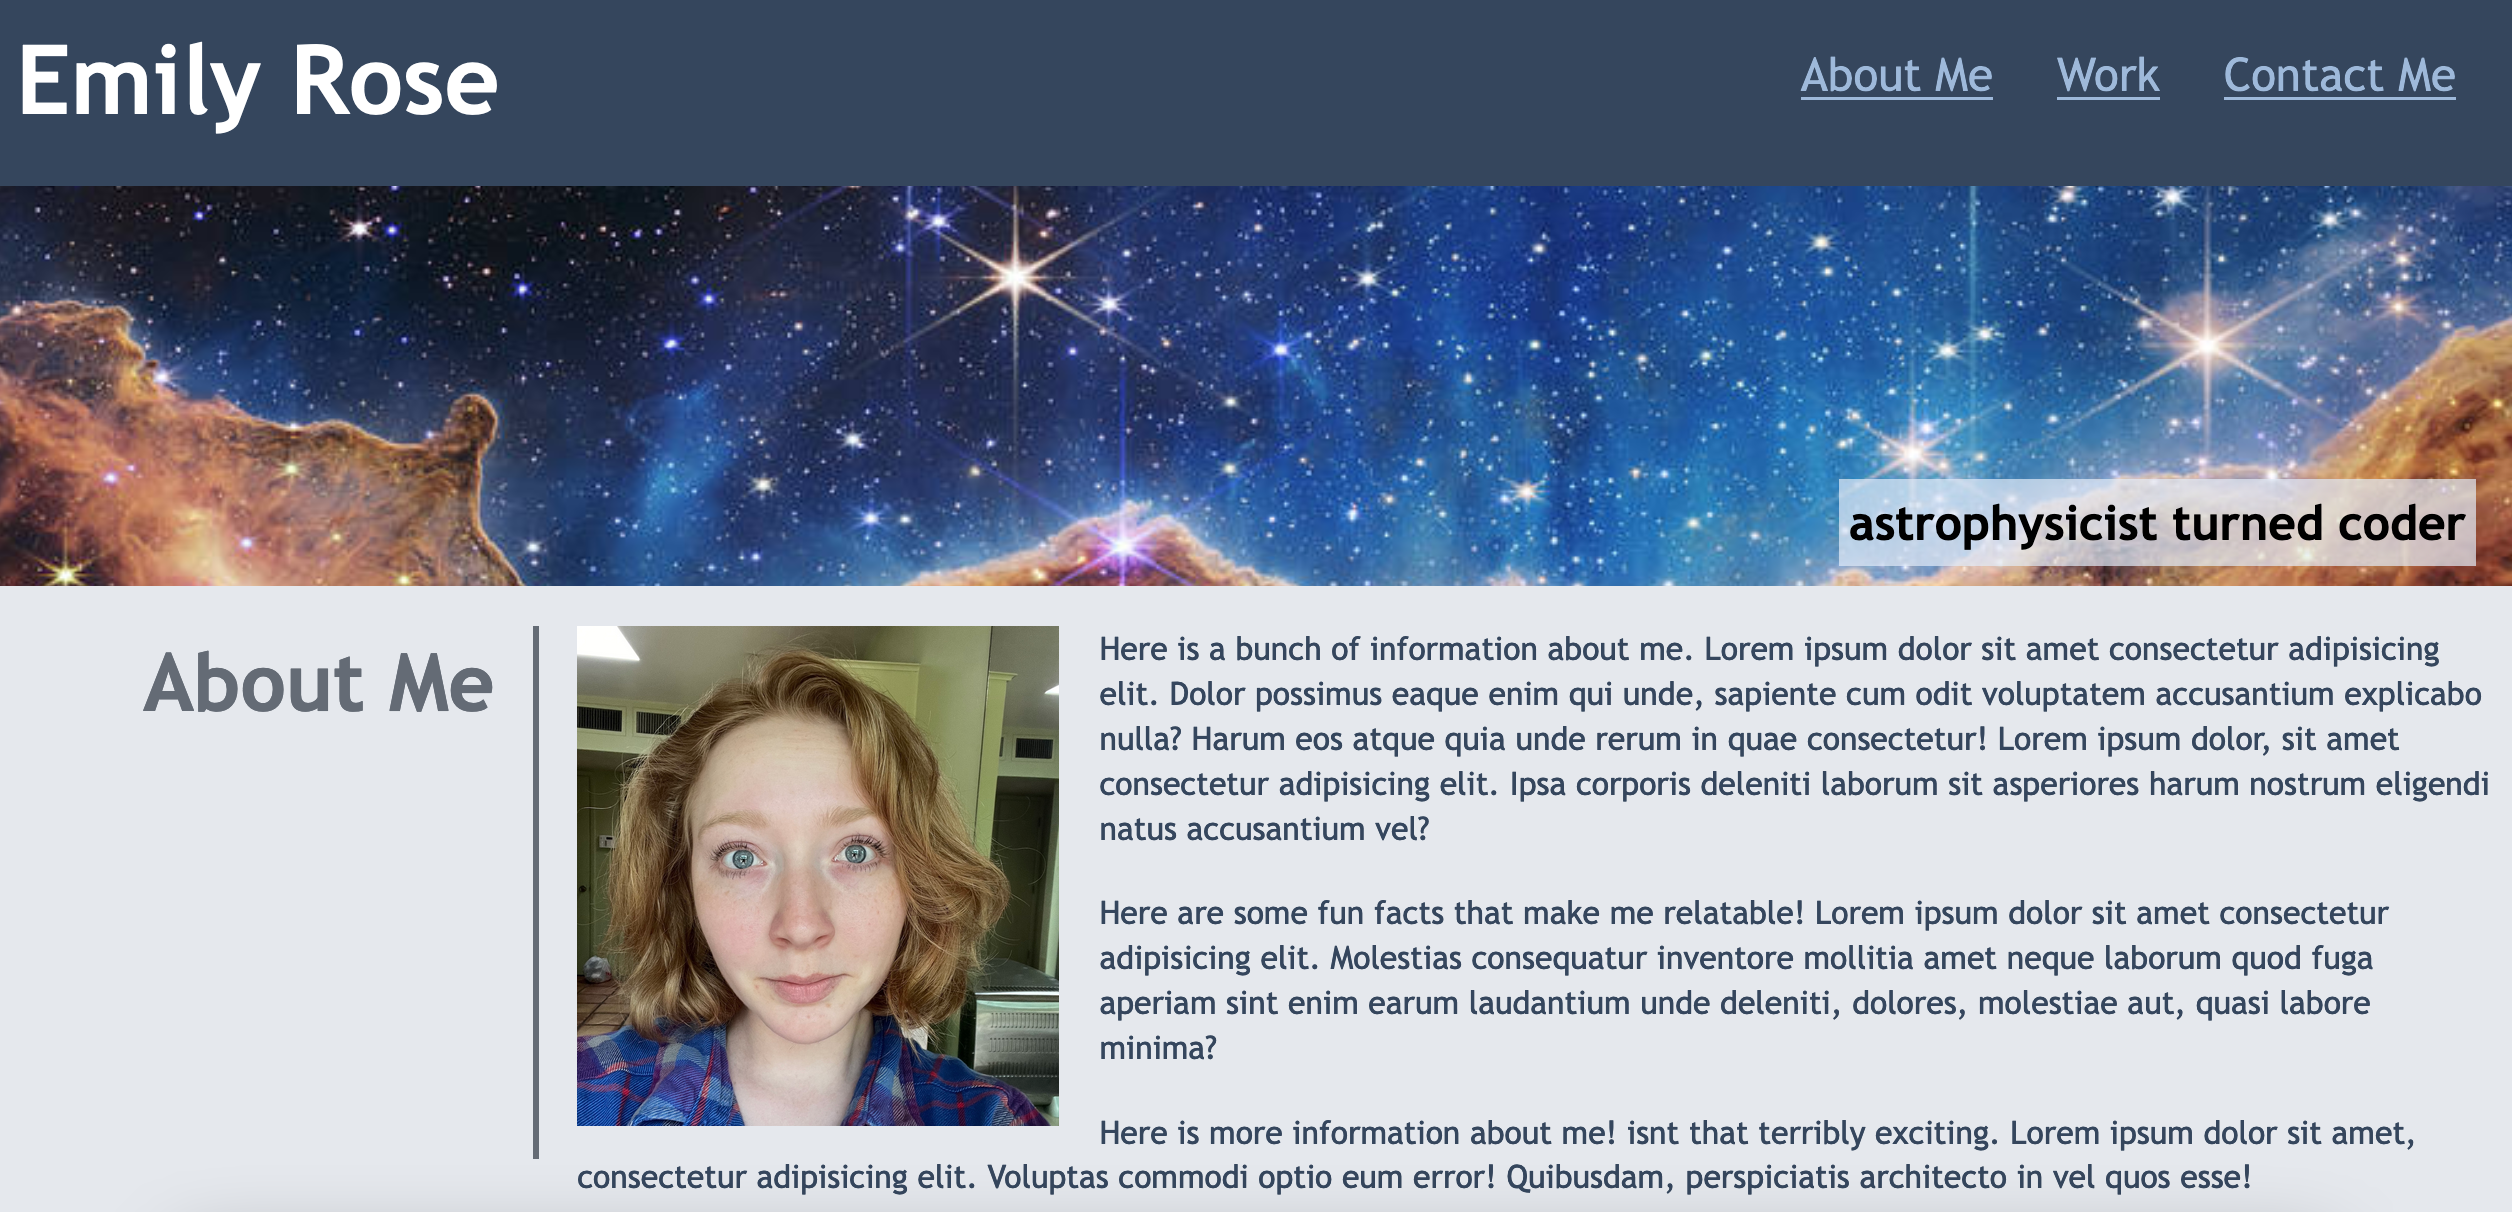 Emily Rose
About Me Work Contact Me
astrophysicist turned coder
About Me
Here is a bunch of information about me. Lorem ipsum dolor sit amet consectetur adipisicing
elit. Dolor possimus eaque enim qui unde, sapiente cum odit voluptatem accusantium explicabo
nulla? Harum eos atque quia unde rerum in quae consectetur! Lorem ipsum dolor, sit amet
consectetur adipisicing elit. Ipsa corporis deleniti laborum sit asperiores harum nostrum eligendi
natus accusantium vel?
Here are some fun facts that make me relatable! Lorem ipsum dolor sit amet consectetur
adipisicing elit. Molestias consequatur inventore mollitia amet neque laborum quod fuga
aperiam sint enim earum laudantium unde deleniti, dolores, molestiae aut, quasi labore
minima?
Here is more information about me! isnt that terribly exciting. Lorem ipsum dolor sit amet,
consectetur adipisicing elit. Voluptas commodi optio eum error! Quibusdam, perspiciatis architecto in vel quos esse!